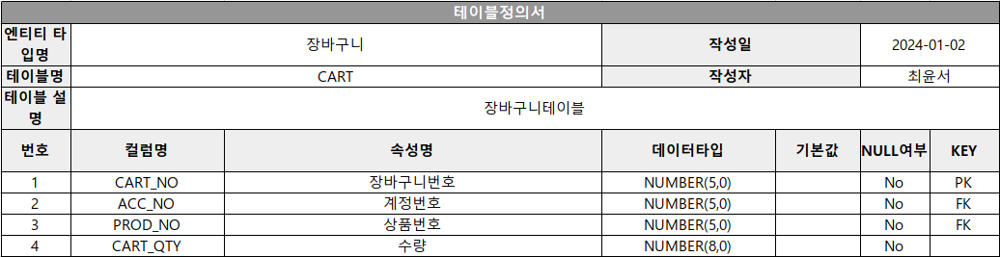 테이블정의서
엔티티 타
입명 장바구니 작성일 2024-01-02
테이블명 CART 작성자 최윤서
테이블 설
명 장바구니테이블
번호 컬럼명 속성명 데이터타입 기본값 NULL여부 KEY
1 CART_NO 장바구니번호 NUMBER(5,0) No PK
2 ACC_NO 계정번호 NUMBER(5,0) No FK
3 PROD_NO 상품번호 NUMBER(5,0) No FK
4 CART_QTY 수량 NUMBER(8,0) No